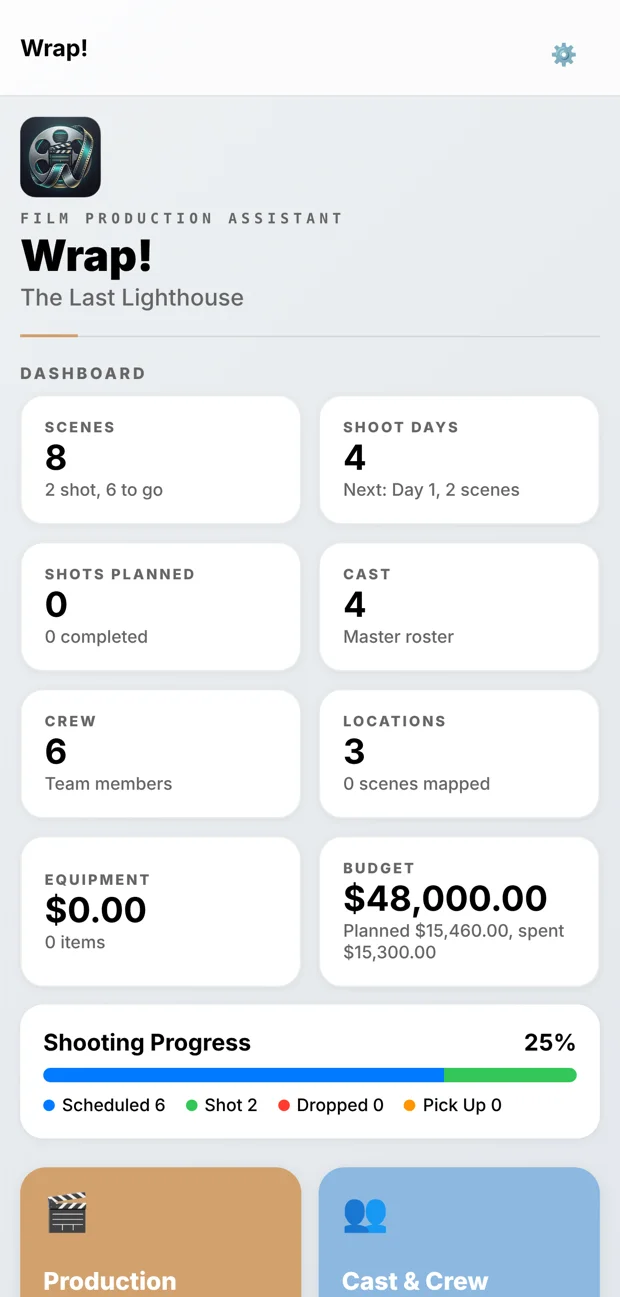 Wrap!
FILM PRODUCTION ASSISTANT
Wrap!
The Last Lighthouse
DASHBOARD
SCENES
8
2 shot, 6 to go
SHOOT DAYS
4
Next: Day 1, 2 scenes
SHOTS PLANNED
0
0 completed
CAST
4
Master roster
CREW
6
Team members
LOCATIONS
3
0 scenes mapped
EQUIPMENT
$0.00
0 items
BUDGET
$48,000.00
Planned $15,460.00, spent
$15,300.00
Shooting Progress 25%
Scheduled 6 Shot 2 Dropped 0 Pick Up 0
Production
Cast & Crew